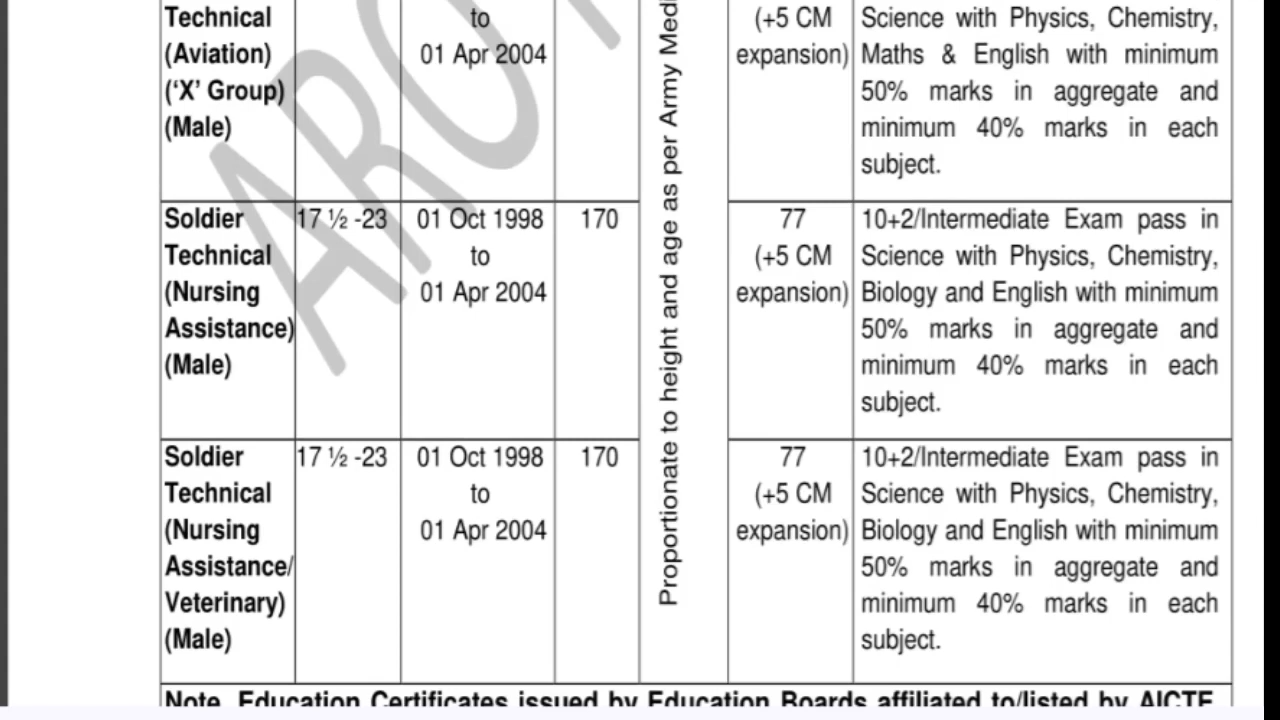 Technical
(Aviation)
('X' Group)
(Male)
to
01 Apr 2004
(+5 CM
expansion)
Science with Physics, Chemistry,
Maths & English with minimum
50% marks in aggregate and
minimum 40% marks in each
subject.
Proportionate to height and age as per Army Medi
Soldier
Technical
(Nursing
Assistance)
(Male)
17 ½ -23
01 Oct 1998
to
01 Apr 2004
170
77
(+5 CM
expansion)
10+2/Intermediate Exam pass in
Science with Physics, Chemistry,
Biology and English with minimum
50% marks in aggregate and
minimum 40% marks in each
subject.
Soldier
Technical
(Nursing
Assistance/
Veterinary)
(Male)
17 ½ -23
01 Oct 1998
to
01 Apr 2004
170
77
(+5 CM
expansion)
10+2/Intermediate Exam pass in
Science with Physics, Chemistry,
Biology and English with minimum
50% marks in aggregate and
minimum 40% marks in each
subject.
Note. Education Certificates issued by Education Boards affiliated to/listed by AICTE,
ARO